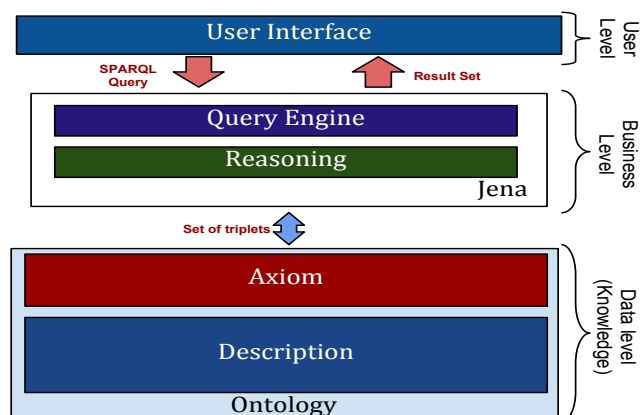 User Interface
User
Level
SPARQL
Query
Result Set
Query Engine
Reasoning
Jena
Business
Level
Set of triplets
Axiom
Description
Ontology
Data level
(Knowledge)